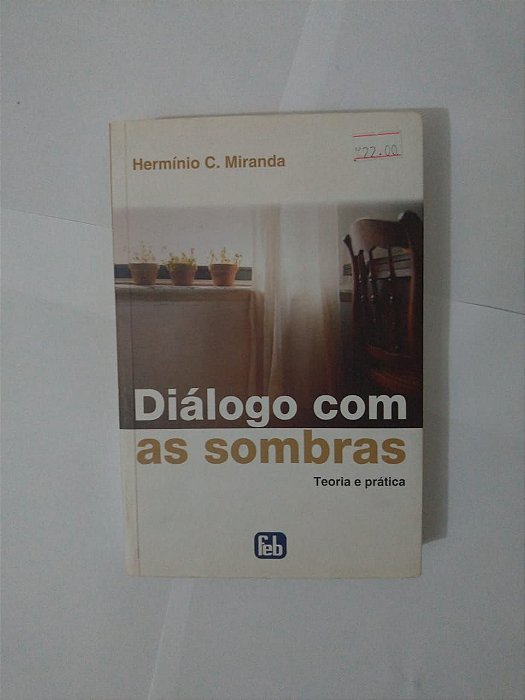 Hermínio C. Miranda
22.00
Diálogo com
as sombras
Teoria e prática
feb